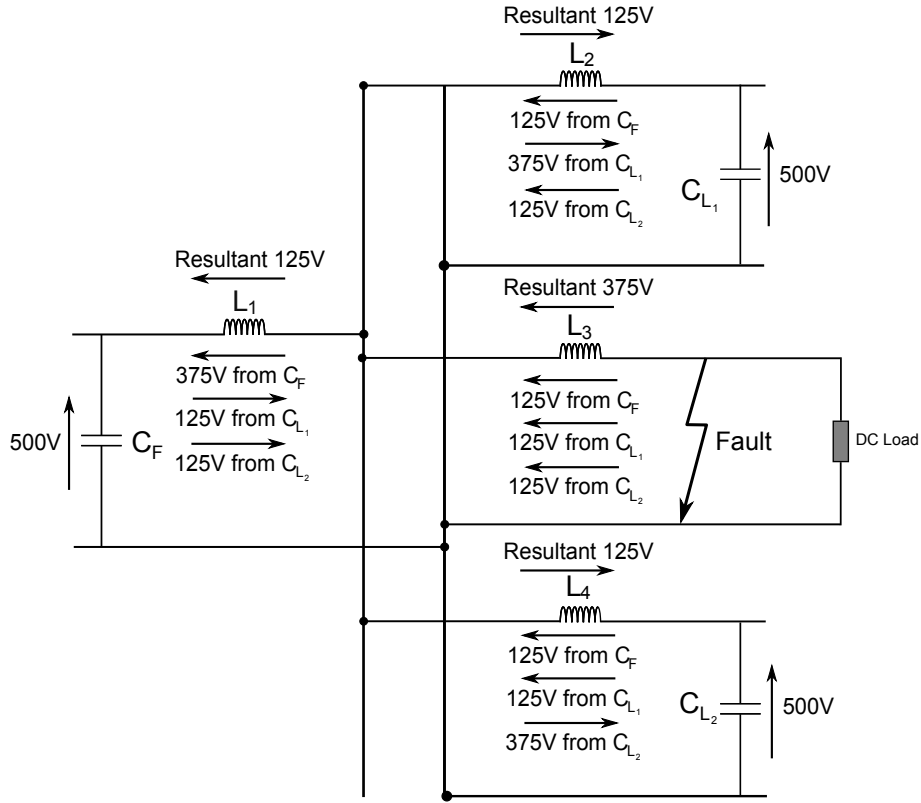 Resultant 125V
L2
125V from CF
375V from CL1
125V from CL2
CL1
500V
Resultant 125V
L1
375V from CF
125V from CL1
125V from CL2
500V
CF
Resultant 375V
L3
125V from CF
125V from CL1
125V from CL2
Fault
DC Load
Resultant 125V
L4
125V from CF
125V from CL1
375V from CL2
CL2
500V